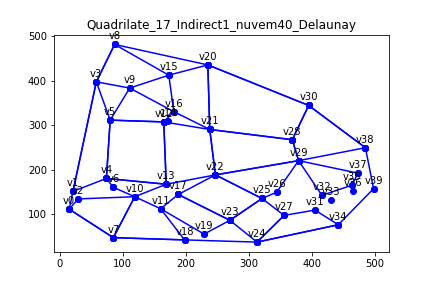 Quadrilate_17_Indirect1_nuvem40_Delaunay
v8
v20
v15
v3
v9
v16
v30
v5
v21
v28
v38
v29
v37
v22
v4
v13
v1
v6
v26
v36
v39
v10
v17
v25
v32
v33
v11
v31
v23
v27
v7
v18
v19
v24
v34
500
400
300
200
100
0
100
200
300
400
500